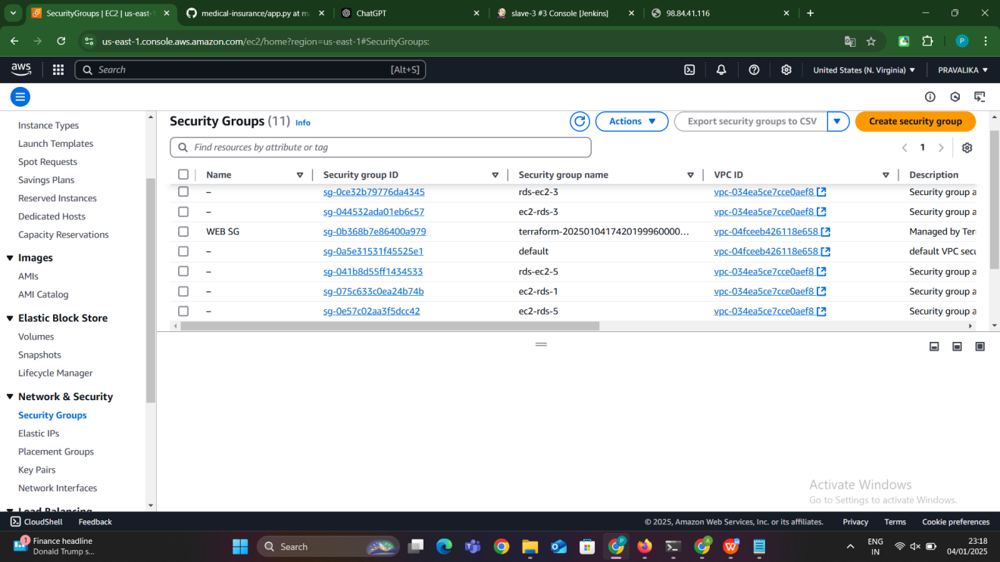 SecurityGroups | EC2 | us-east-1
medical-insurance/app.py at ma
ChatGPT
slave-3 #3 Console [Jenkins]
98.84.41.116
us-east-1.console.aws.amazon.com/ec2/home?region=us-east-1#SecurityGroups:
P
aws
Search
[Alt+S]
United States (N. Virginia)
PRAVALIKA
Instance Types
Launch Templates
Spot Requests
Savings Plans
Reserved Instances
Dedicated Hosts
Capacity Reservations
Images
AMIs
AMI Catalog
Elastic Block Store
Volumes
Snapshots
Lifecycle Manager
Network & Security
Security Groups
Elastic IPs
Placement Groups
Key Pairs
Network Interfaces
Load Balancing
Security Groups (11) Info
Actions
Export security groups to CSV
Create security group
Find resources by attribute or tag
1
Name Security group ID Security group name VPC ID Description
– sg-0ce32b79776da4345 rds-ec2-3 vpc-034ea5ce7cce0aef8 Security group a
– sg-044532ada01eb6c57 ec2-rds-3 vpc-034ea5ce7cce0aef8 Security group a
WEB SG sg-0b368b7e86400a979 terraform-2025010417420199960000... vpc-04fceeb426118e658 Managed by Ter
– sg-0a5e31531f45525e1 default vpc-04fceeb426118e658 default VPC secu
– sg-041b8d55ff1434533 rds-ec2-5 vpc-034ea5ce7cce0aef8 Security group a
– sg-075c633c0ea24b74b ec2-rds-1 vpc-034ea5ce7cce0aef8 Security group a
– sg-0e57c02aa3f5dcc42 ec2-rds-5 vpc-034ea5ce7cce0aef8 Security group a
Activate Windows
Go to Settings to activate Windows.
CloudShell
Feedback
© 2025, Amazon Web Services, Inc. or its affiliates.
Privacy
Terms
Cookie preferences
1
Finance headline
Donald Trump s...
Search
P
A
ENG
IN
23:18
04/01/2025